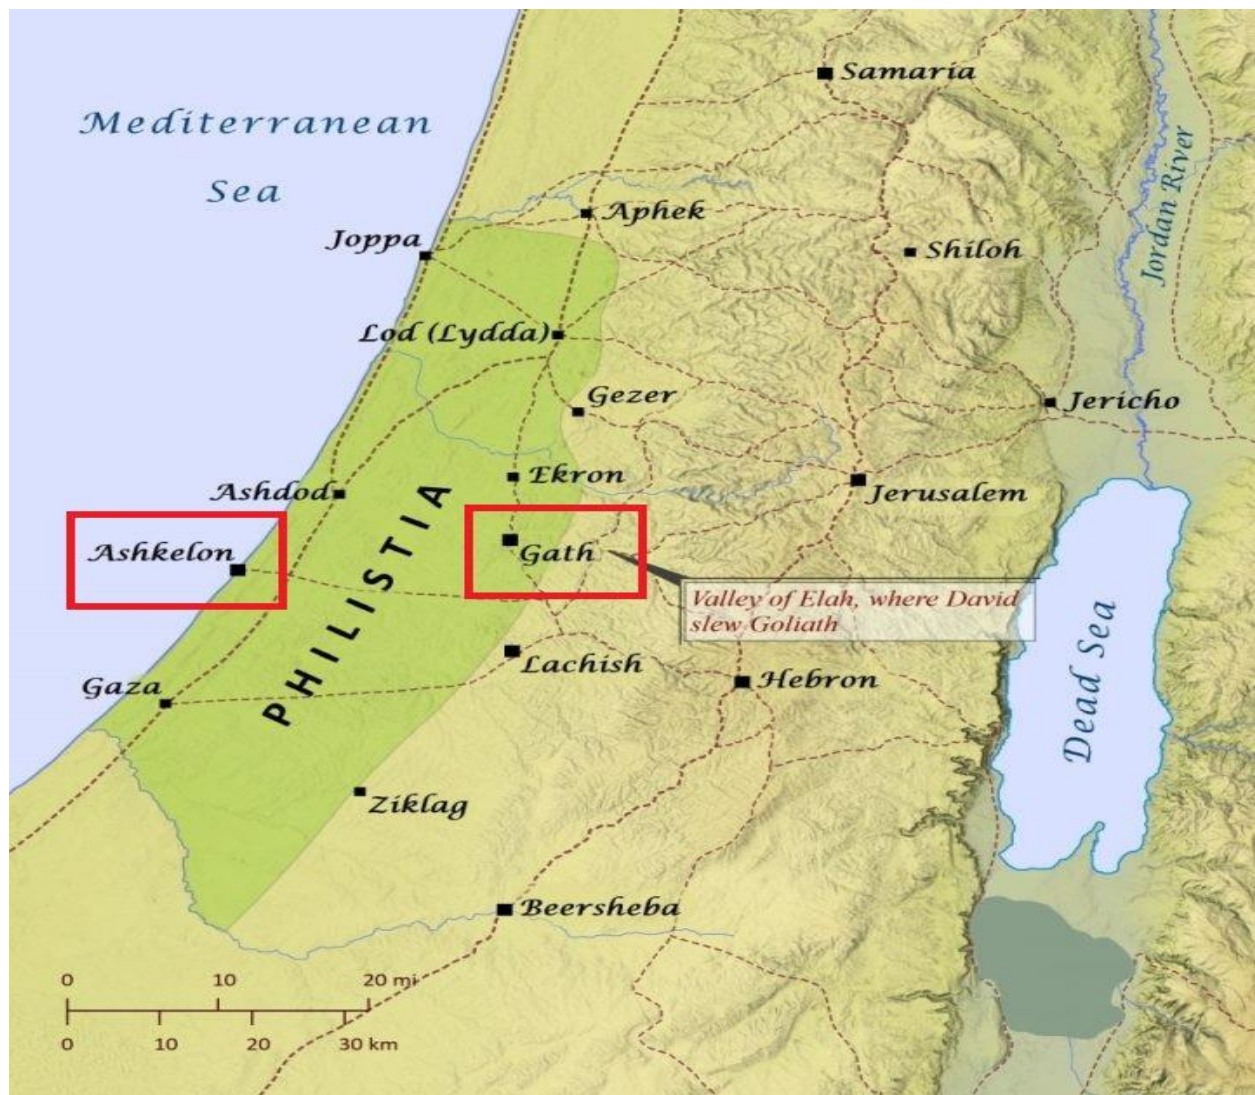 Samaria
Mediterranean
Sea
Jordan River
Aphek
Joppa
Shiloh
Lod (Lydda)
Gezer
Jericho
Ekron
Ashdod
Jerusalem
PHILISTIA
Ashkelon
Gath
Valley of Elah, where David
slew Goliath
Lachish
Hebron
Gaza
Dead Sea
Ziklag
Beersheba
0 10 20 mi
0 10 20 30 km